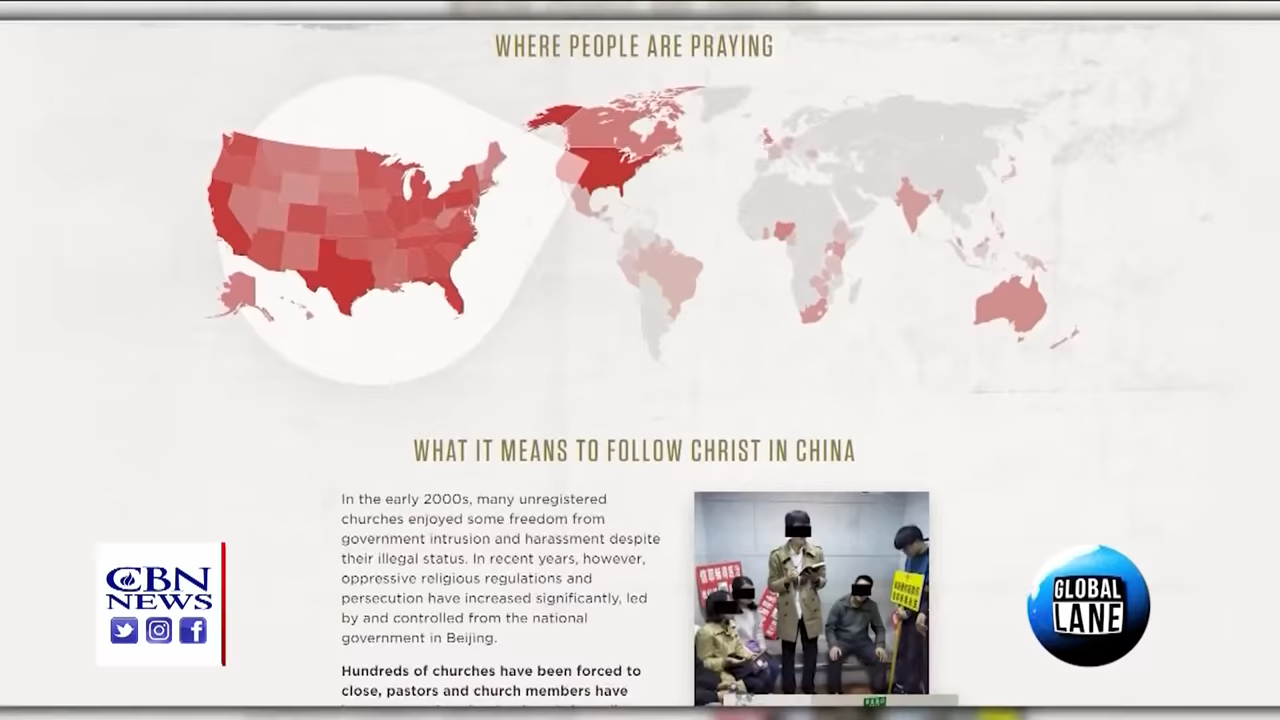 WHERE PEOPLE ARE PRAYING
WHAT IT MEANS TO FOLLOW CHRIST IN CHINA
In the early 2000s, many unregistered
churches enjoyed some freedom from
government intrusion and harassment despite
their illegal status. In recent years, however,
oppressive religious regulations and
persecution have increased significantly, led
by and controlled from the national
government in Beijing.
Hundreds of churches have been forced to
close, pastors and church members have
CBN
NEWS
GLOBAL
LANE